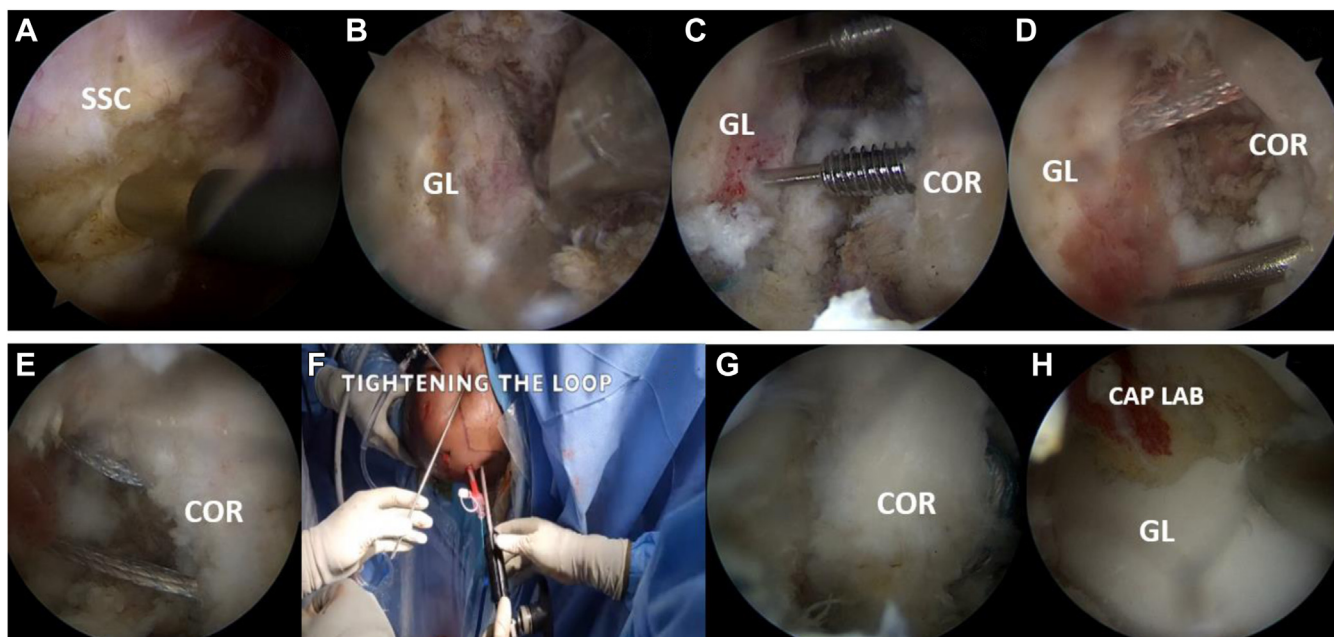 A
SSC
B
GL
C
GL
COR
D
GL
COR
E
COR
F
TIGHTENING THE LOOP
G
COR
H
CAP LAB
GL